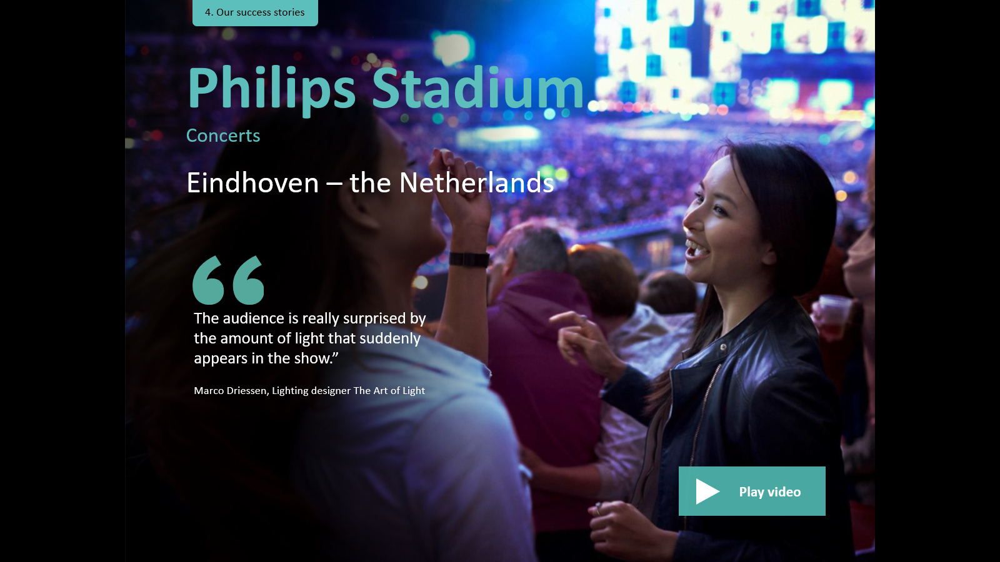 4. Our success stories
Philips Stadium
Concerts
Eindhoven – the Netherlands
“
The audience is really surprised by
the amount of light that suddenly
appears in the show.”
Marco Driessen, Lighting designer The Art of Light
Play video